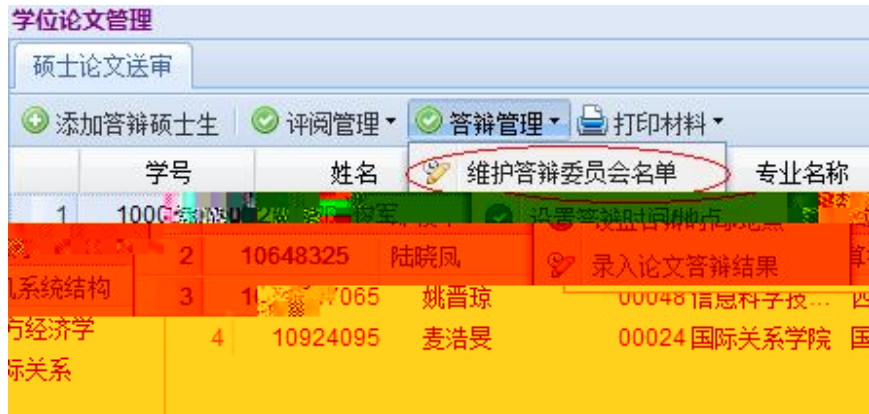 学位论文管理
硕士论文送审
添加答辩硕士生 评阅管理 答辩管理 打印材料
学号 姓名 维护答辩委员会名单 专业名称
1 设置答辩时间/地点
2 10648325 陆晓凤 录入论文答辩结果
系统结构 3 7065 姚晋琼 00048 信息科学技…
方经济学 4 10924095 麦浩旻 00024 国际关系学院 国
际关系